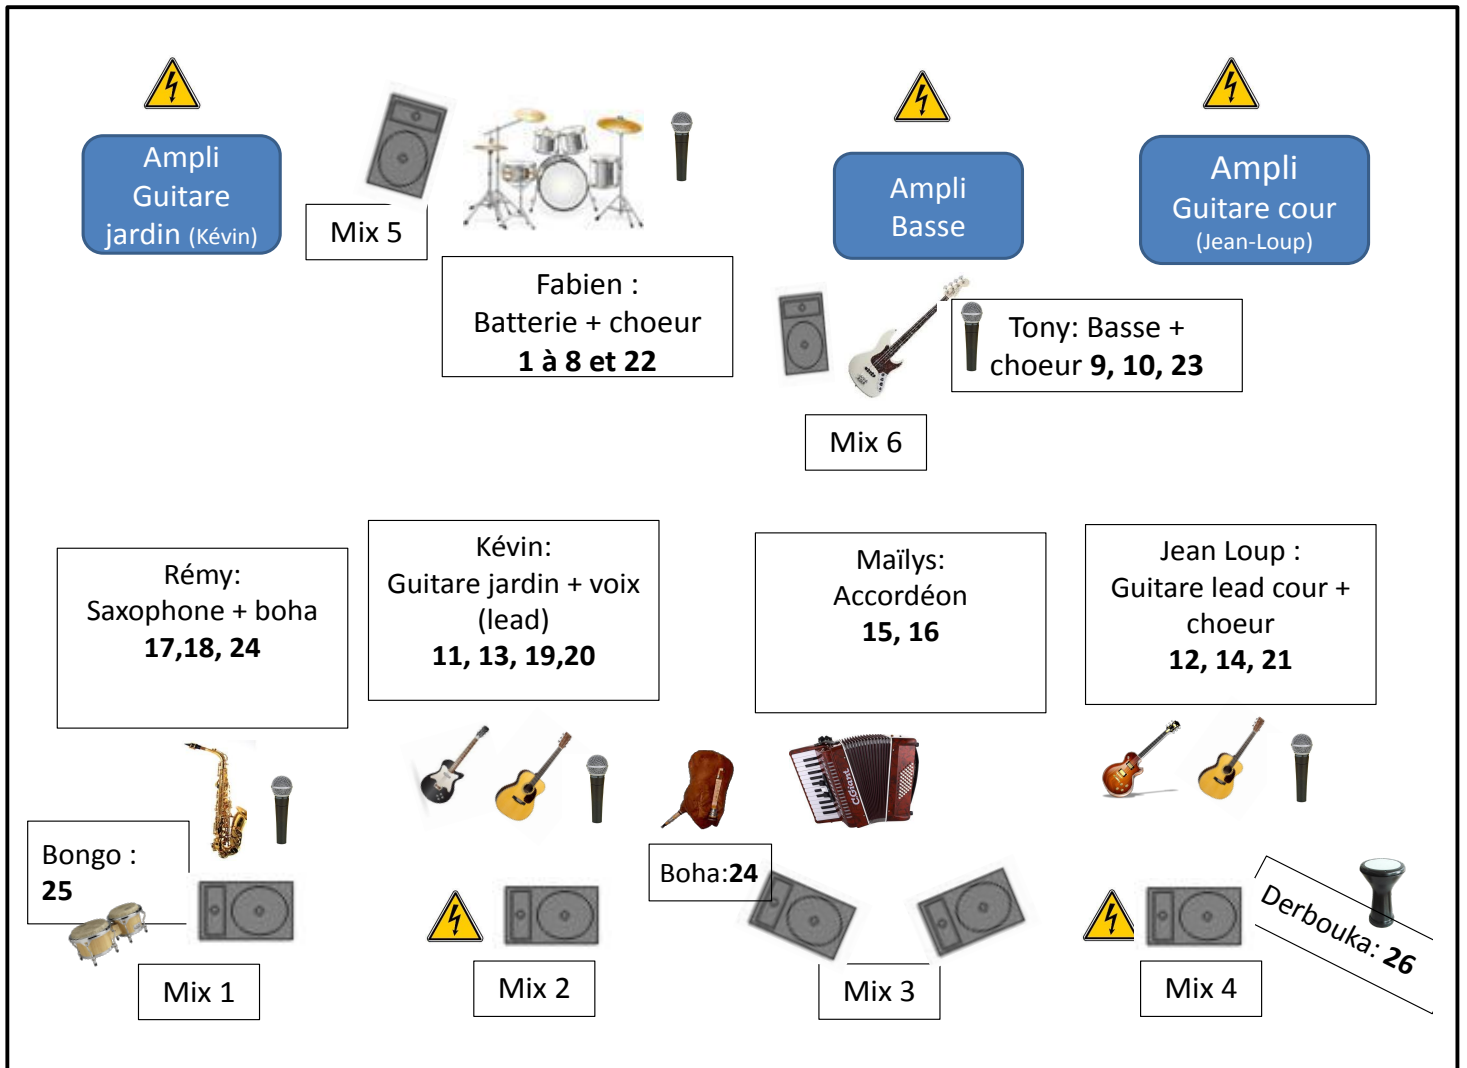 Ampli
Guitare
jardin (Kévin)
Mix 5
Ampli
Basse
Ampli
Guitare cour
(Jean-Loup)
Fabien :
Batterie + choeur
1 à 8 et 22
Tony: Basse +
choeur 9, 10, 23
Mix 6
Rémy:
Saxophone + boha
17,18, 24
Kévin:
Guitare jardin + voix
(lead)
11, 13, 19,20
Maïlys:
Accordéon
15, 16
Jean Loup :
Guitare lead cour +
choeur
12, 14, 21
CGiant
Bongo :
25
Boha:24
Derbouka: 26
Mix 1
Mix 2
Mix 3
Mix 4